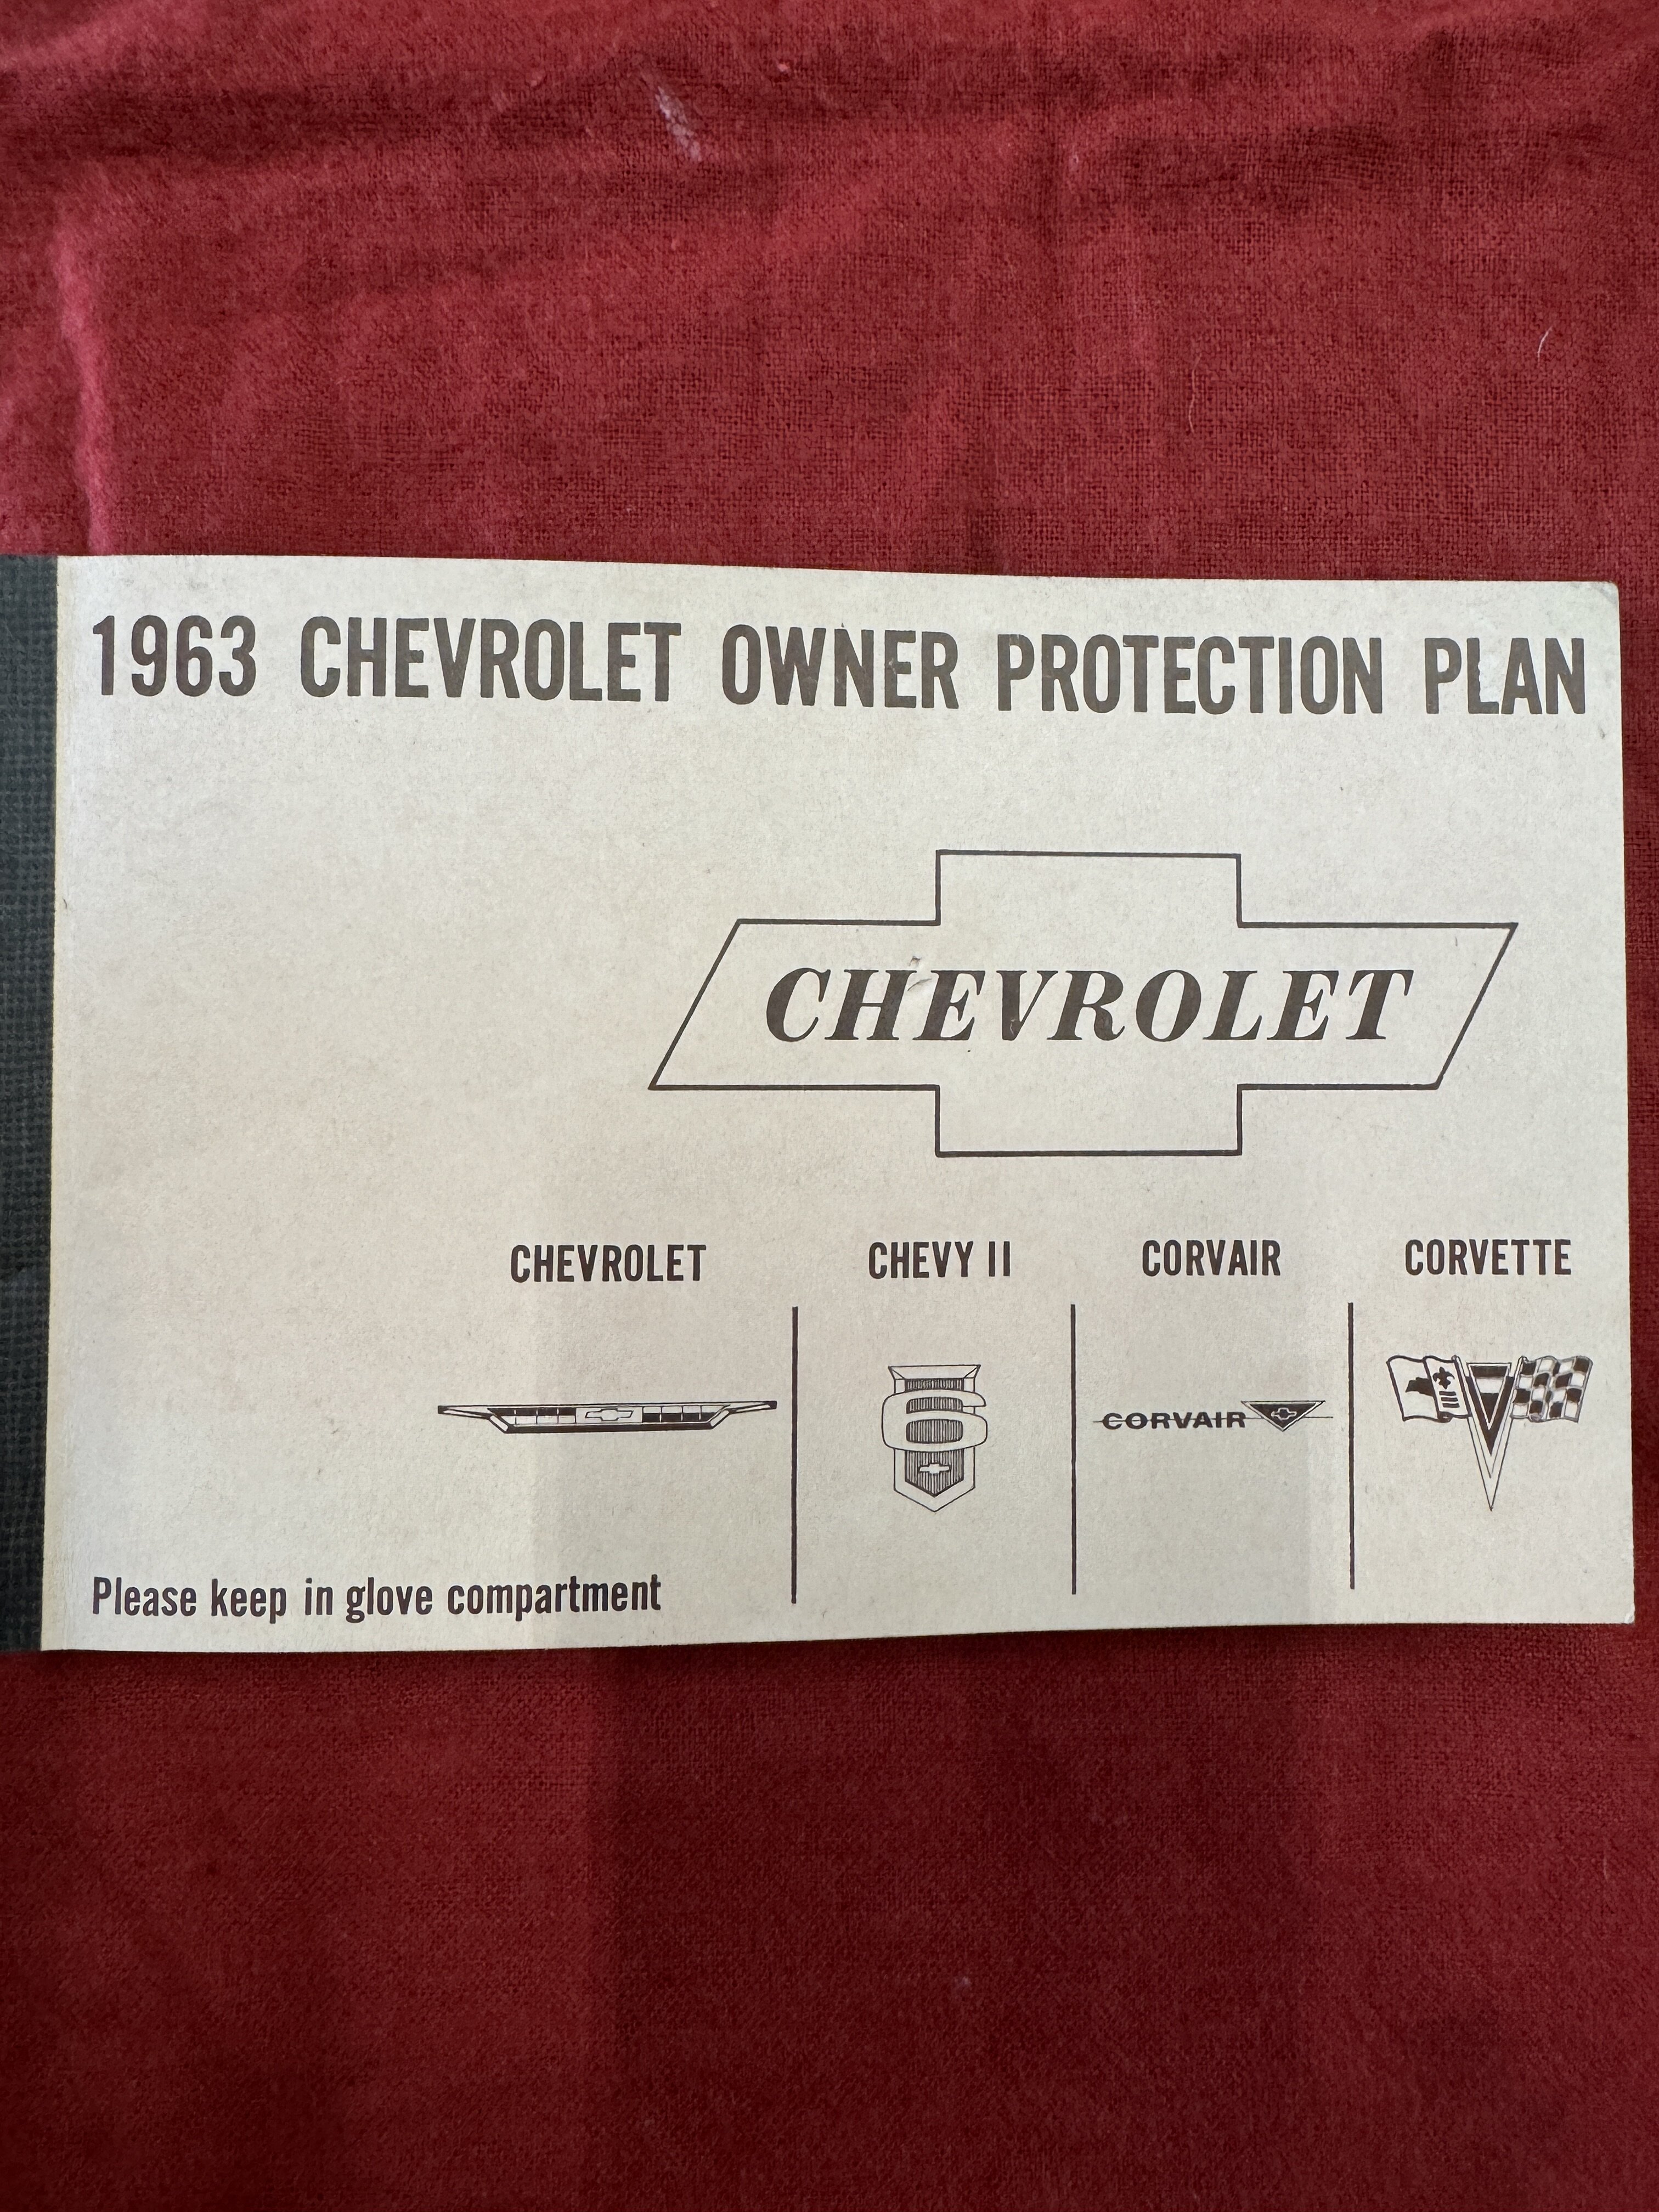 1963 CHEVROLET OWNER PROTECTION PLAN
CHEVROLET
CHEVROLET CHEVY II CORVAIR CORVETTE
6
CORVAIR
Please keep in glove compartment